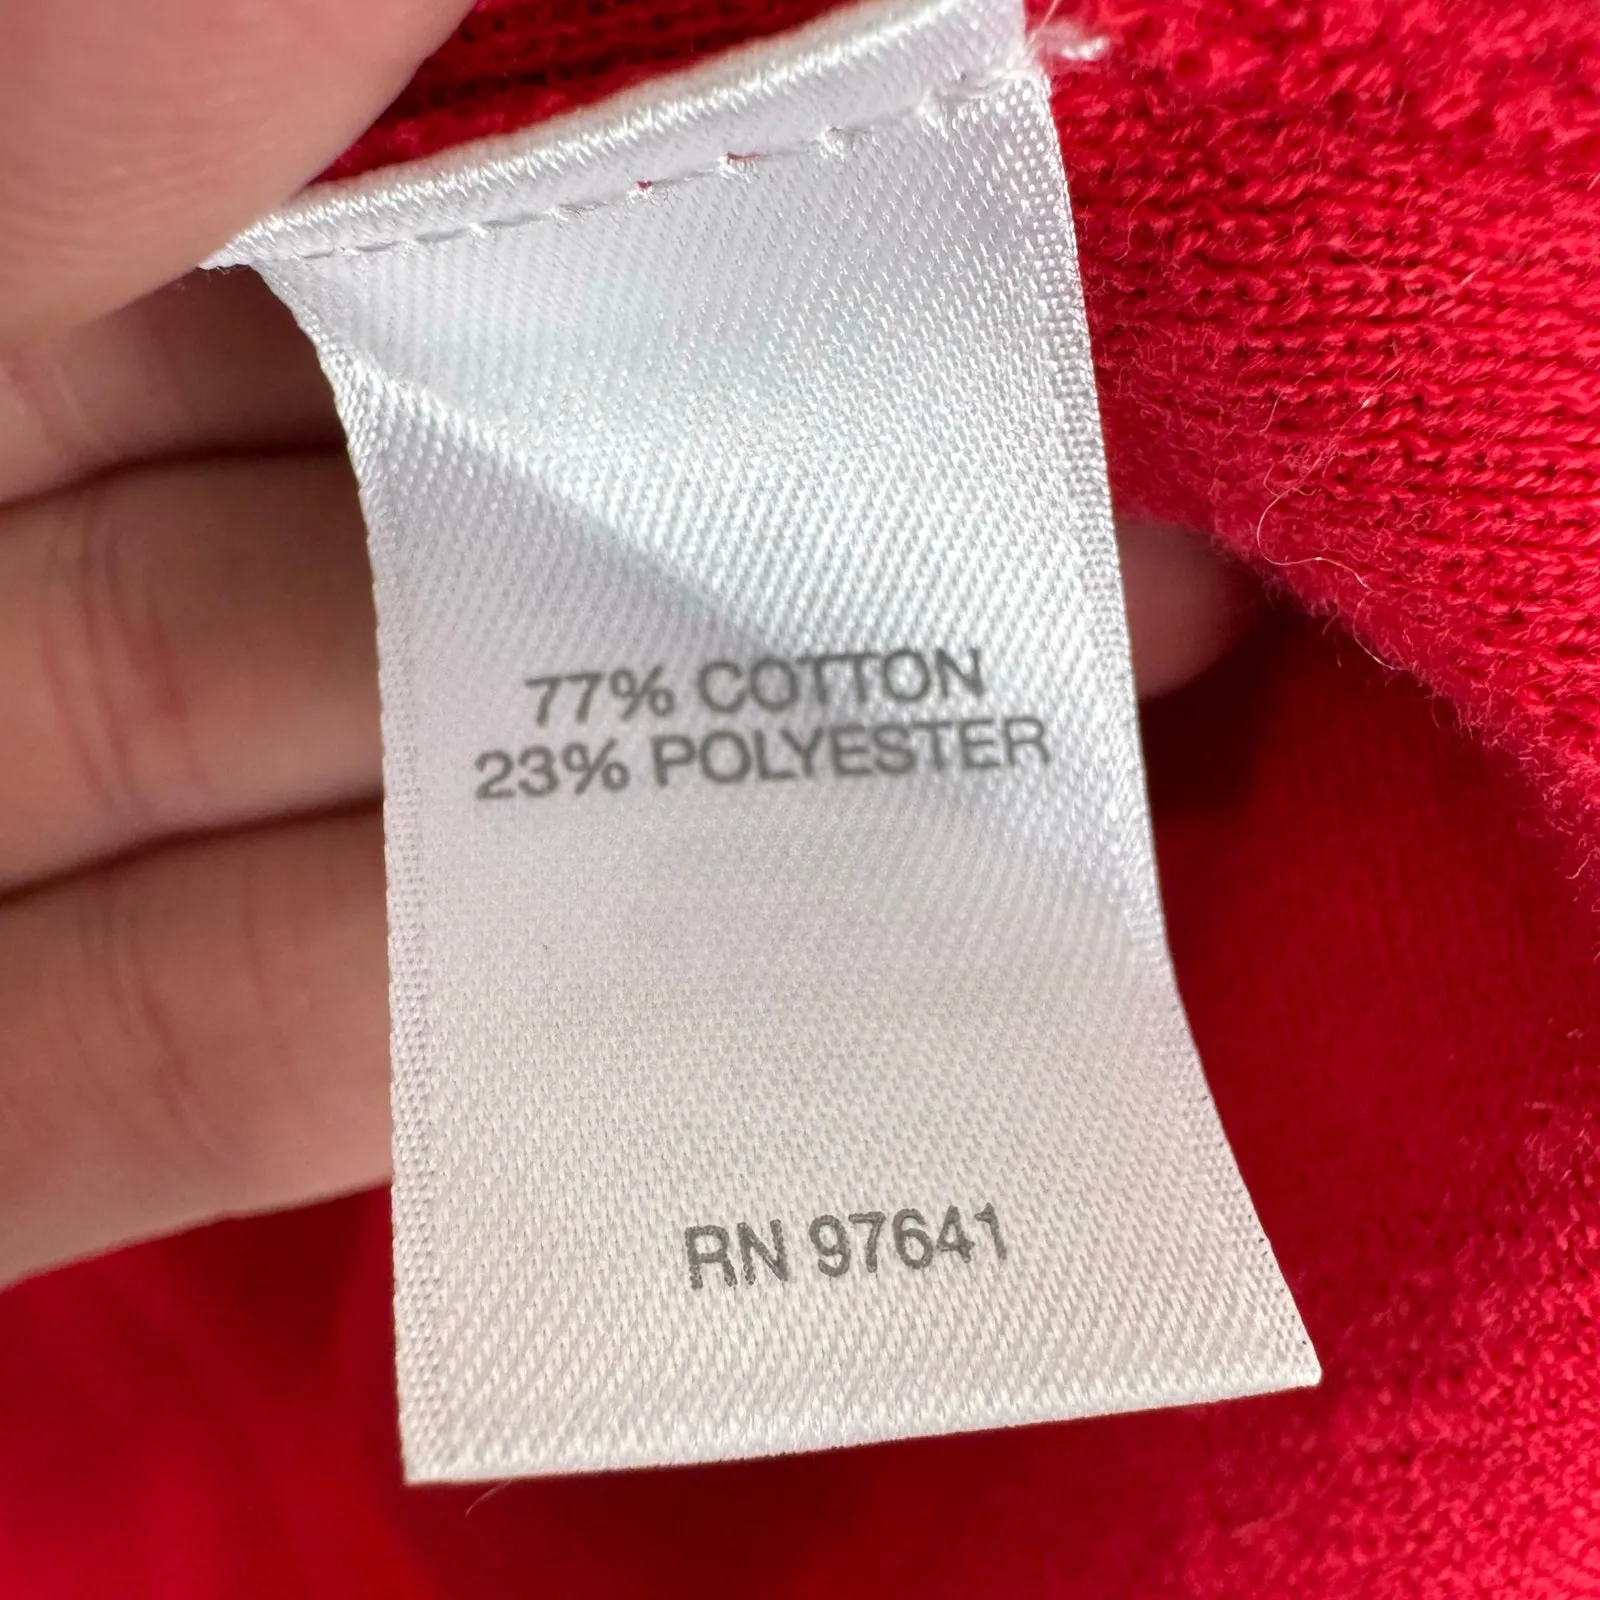 77% COTTON
23% POLYESTER
RN 97641